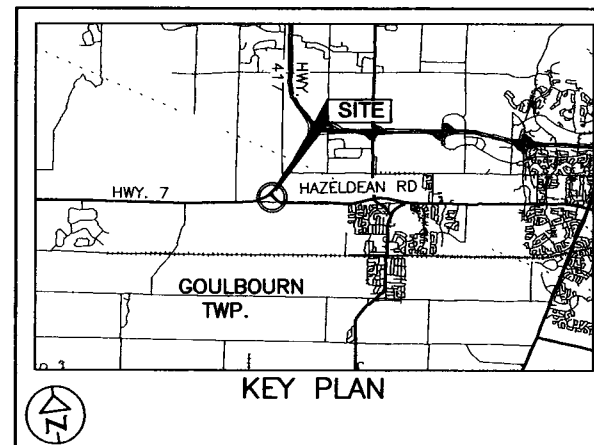 HWY.
417
SITE
HWY. 7
HAZELDEAN RD
GOULBOURN
TWP.
KEY PLAN
N